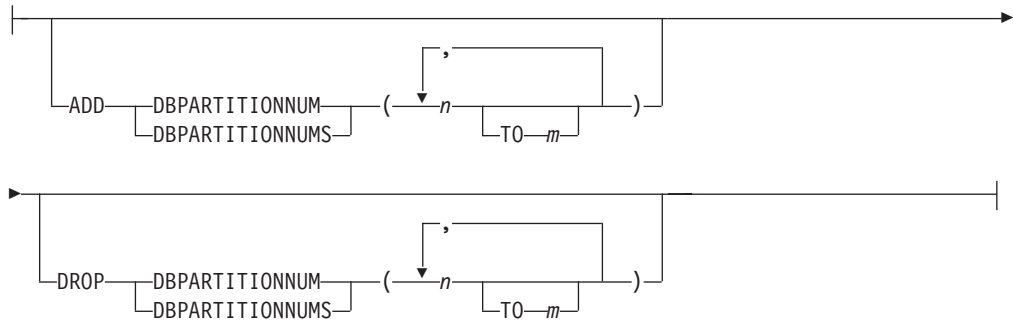 ,
ADD DBPARTITIONNUM ( n )
DBPARTITIONNUMS TO m
,
DROP DBPARTITIONNUM ( n )
DBPARTITIONNUMS TO m